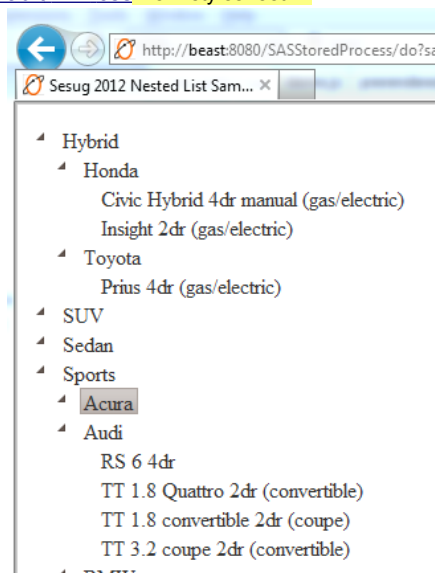 http://beast:8080/SASStoredProcess/do?sa
Sesug 2012 Nested List Sam... ×
Hybrid
Honda
Civic Hybrid 4dr manual (gas/electric)
Insight 2dr (gas/electric)
Toyota
Prius 4dr (gas/electric)
SUV
Sedan
Sports
Acura
Audi
RS 6 4dr
TT 1.8 Quattro 2dr (convertible)
TT 1.8 convertible 2dr (coupe)
TT 3.2 coupe 2dr (convertible)